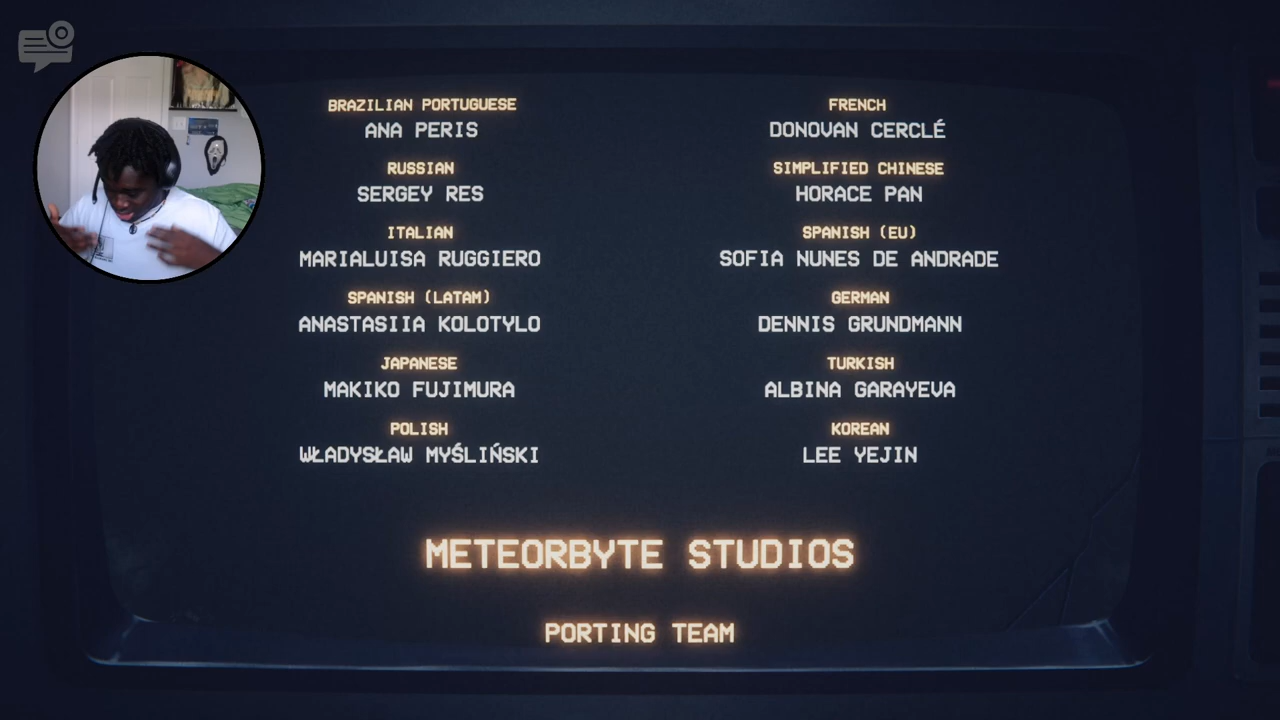 BRAZILIAN PORTUGUESE
ANA PERIS
RUSSIAN
SERGEY RES
ITALIAN
MARIALUISA RUGGIERO
SPANISH (LATAM)
ANASTASIIA KOLOTYLO
JAPANESE
MAKIKO FUJIMURA
POLISH
WŁADYSŁAW MYŚLIŃSKI
FRENCH
DONOVAN CERCLÉ
SIMPLIFIED CHINESE
HORACE PAN
SPANISH (EU)
SOFIA NUNES DE ANDRADE
GERMAN
DENNIS GRUNDMANN
TURKISH
ALBINA GARAYEVA
KOREAN
LEE YEJIN
METEORBYTE STUDIOS
PORTING TEAM